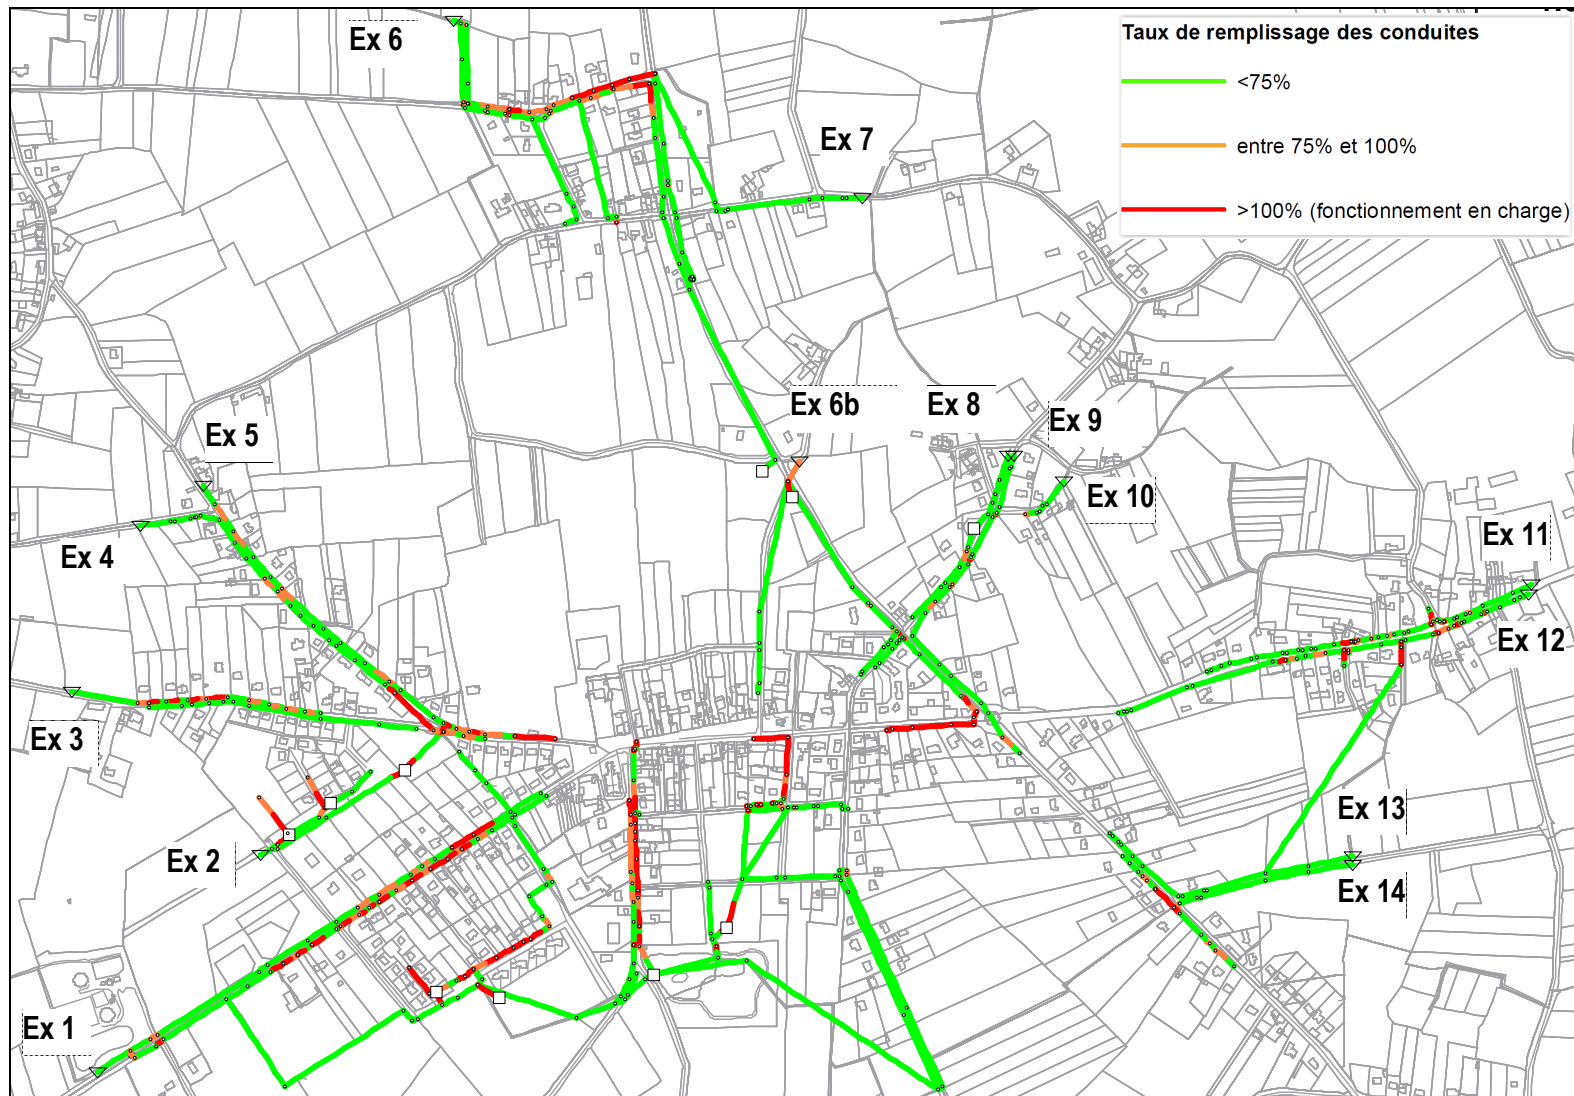 Taux de remplissage des conduites
<75%
entre 75% et 100%
>100% (fonctionnement en charge)
Ex 6
Ex 7
Ex 6b
Ex 8
Ex 9
Ex 5
Ex 10
Ex 4
Ex 11
Ex 12
Ex 3
Ex 13
Ex 2
Ex 14
Ex 1